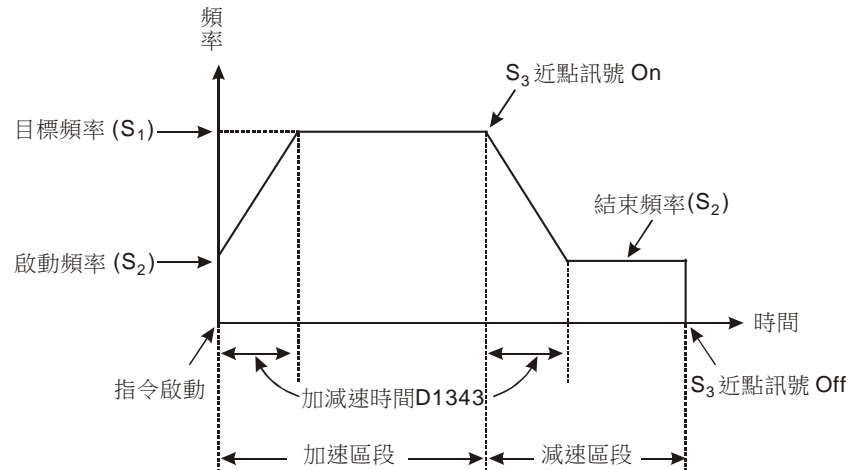 頻率
S3 近點訊號 On
目標頻率 (S1)
結束頻率(S2)
啟動頻率 (S2)
時間
指令啟動
加減速時間D1343
S3 近點訊號 Off
加速區段
減速區段